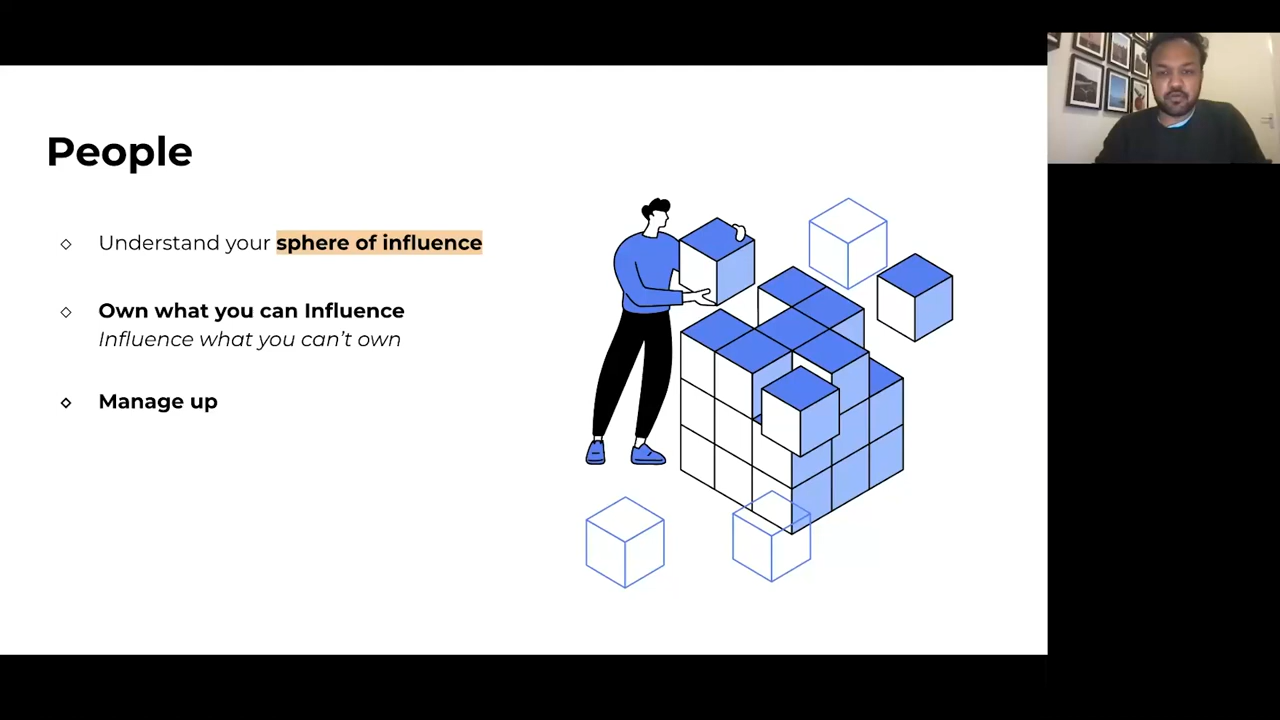 People
Understand your sphere of influence
Own what you can Influence
Influence what you can't own
Manage up